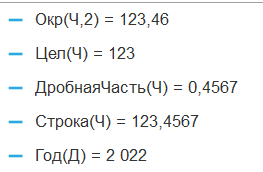 Окр(Ч,2) = 123,46
Цел(Ч) = 123
ДробнаяЧасть(Ч) = 0,4567
Строка(Ч) = 123,4567
Год(Д) = 2 022